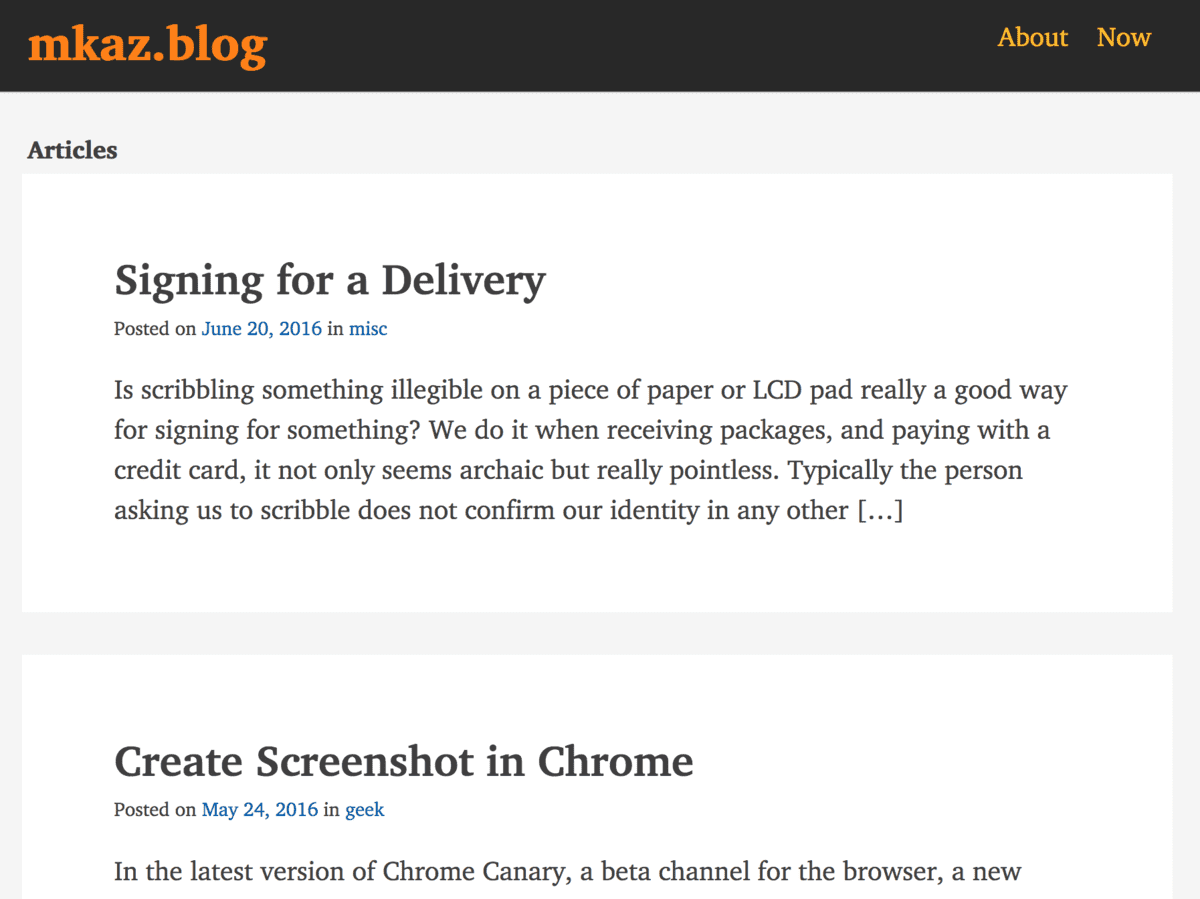 mkaz.blog
About Now
Articles
Signing for a Delivery
Posted on June 20, 2016 in misc
Is scribbling something illegible on a piece of paper or LCD pad really a good way
for signing for something? We do it when receiving packages, and paying with a
credit card, it not only seems archaic but really pointless. Typically the person
asking us to scribble does not confirm our identity in any other […]
Create Screenshot in Chrome
Posted on May 24, 2016 in geek
In the latest version of Chrome Canary, a beta channel for the browser, a new